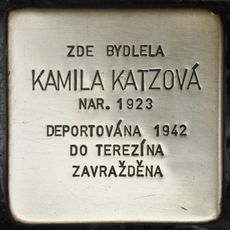 ZDE BYDLELA
KAMILA KATZOVÁ
NAR. 1923
DEPORTOVÁNA 1942
DO TEREZÍNA
ZAVRAŽDĚNA